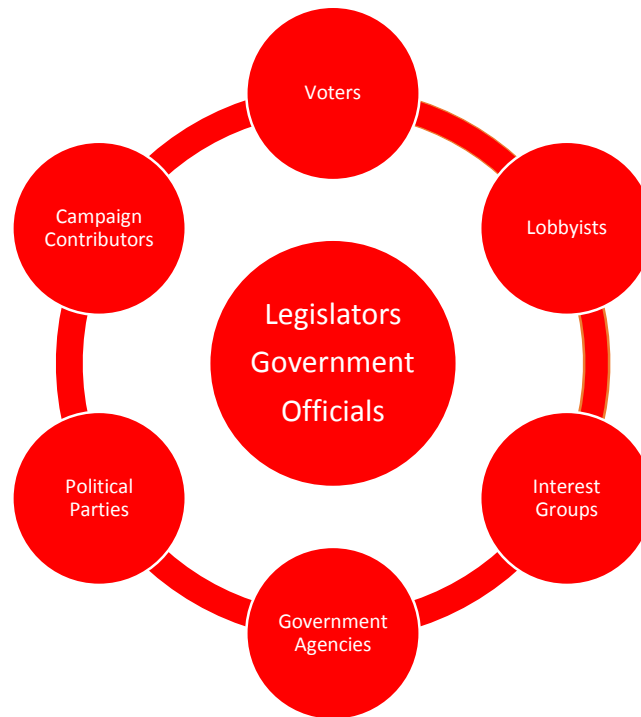 Voters
Campaign
Contributors
Lobbyists
Legislators
Government
Officials
Political
Parties
Interest
Groups
Government
Agencies